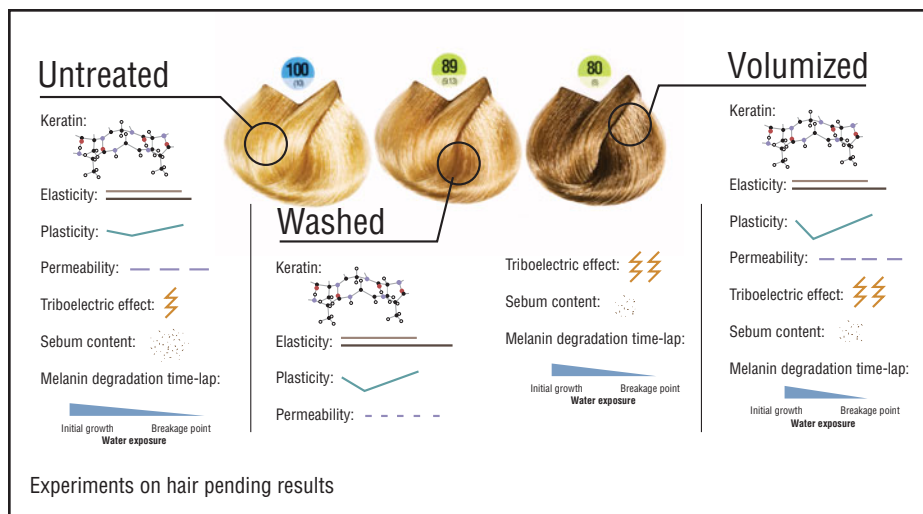 Untreated
100
(10)
89
(9,13)
80
(8)
Volumized
Keratin:
Elasticity:
Plasticity:
Permeability:
Triboelectric effect:
Sebum content:
Melanin degradation time-lap:
Initial growth
Breakage point
Water exposure
Washed
Keratin:
Elasticity:
Plasticity:
Permeability:
Triboelectric effect:
Sebum content:
Melanin degradation time-lap:
Initial growth
Breakage point
Water exposure
Keratin:
Elasticity:
Plasticity:
Permeability:
Triboelectric effect:
Sebum content:
Melanin degradation time-lap:
Initial growth
Breakage point
Water exposure
Experiments on hair pending results